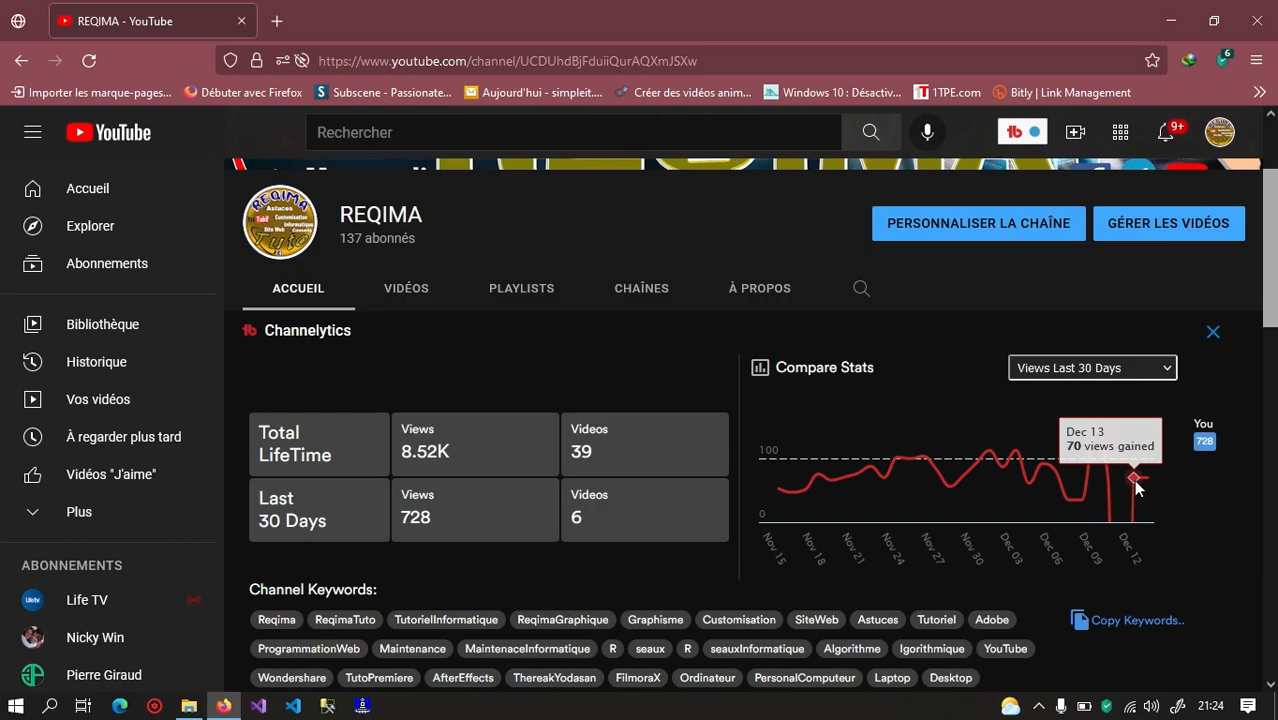 REQIMA - YouTube
https://www.youtube.com/channel/UCDUhdBjFduiiQurAQXmJSXw
6
Importer les marque-pages...
Débuter avec Firefox
Subscene - Passionate...
Aujourd'hui - simpleit....
Créer des vidéos anim...
Windows 10 : Désactiv...
1TPE.com
Bitly | Link Management
YouTube
Rechercher
tb
9+
Accueil
Explorer
Abonnements
Bibliothèque
Historique
Vos vidéos
À regarder plus tard
Vidéos "J'aime"
Plus
ABONNEMENTS
Life TV
Nicky Win
Pierre Giraud
REQIMA
Astuces
Tuto
REQIMA
137 abonnés
PERSONNALISER LA CHAÎNE
GÉRER LES VIDÉOS
ACCUEIL
VIDÉOS
PLAYLISTS
CHAÎNES
À PROPOS
tb Channelytics
Total LifeTime
Views
8.52K
Videos
39
Last 30 Days
Views
728
Videos
6
Compare Stats
Views Last 30 Days
Dec 13
70 views gained
You
728
100
0
Nov 15
Nov 18
Nov 21
Nov 24
Nov 27
Nov 30
Dec 03
Dec 06
Dec 09
Dec 12
Channel Keywords:
Reqima ReqimaTuto TutorielInformatique ReqimaGraphique Graphisme Customisation SiteWeb Astuces Tutoriel Adobe
Copy Keywords..
ProgrammationWeb Maintenance MaintenaceInformatique R seaux R seauxInformatique Algorithme Igorithmique YouTube
Wondershare TutoPremiere AfterEffects ThereakYodasan FilmoraX Ordinateur PersonalComputeur Laptop Desktop
21:24